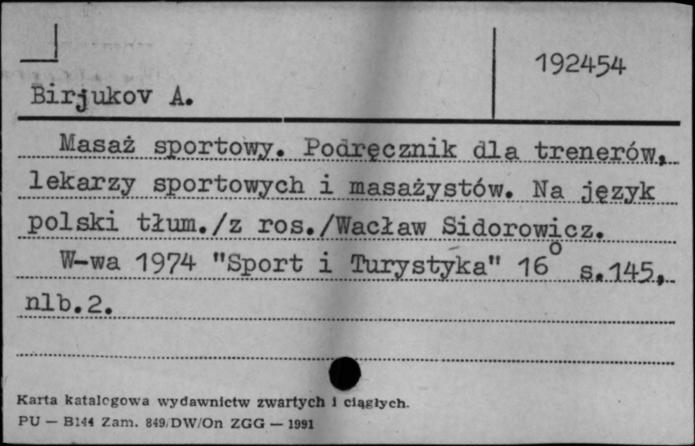 192454
Birjukov A.
Masaż sportowy. Podręcznik dla trenerów,
lekarzy sportowych i masażystów. Na język
polski tłum./z ros./Wacław Sidorowicz.
W-wa 1974 "Sport i Turystyka" 16° s.145,
nlb.2.
Karta katalogowa wydawnictw zwartych i ciągłych.
PU — B144 Zam. 849/DW/On ZGG — 1991